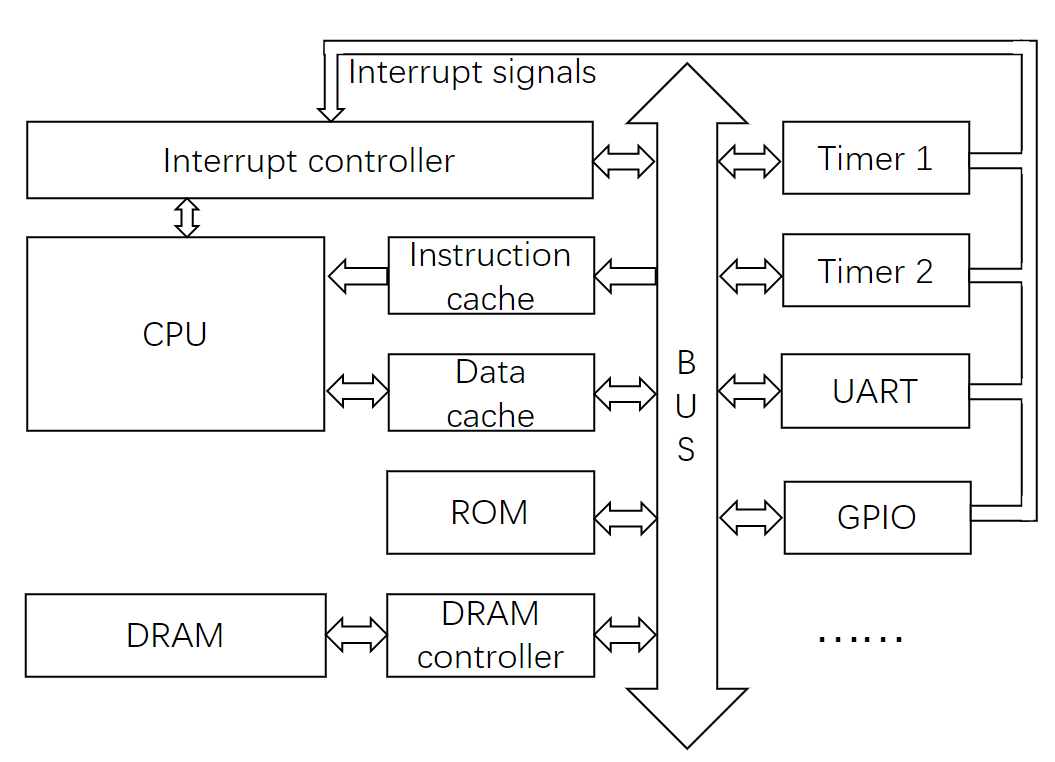 Interrupt signals
Interrupt controller
Timer 1
Instruction
cache
Timer 2
CPU
Data
cache
B
U
S
UART
ROM
GPIO
DRAM
DRAM
controller
……